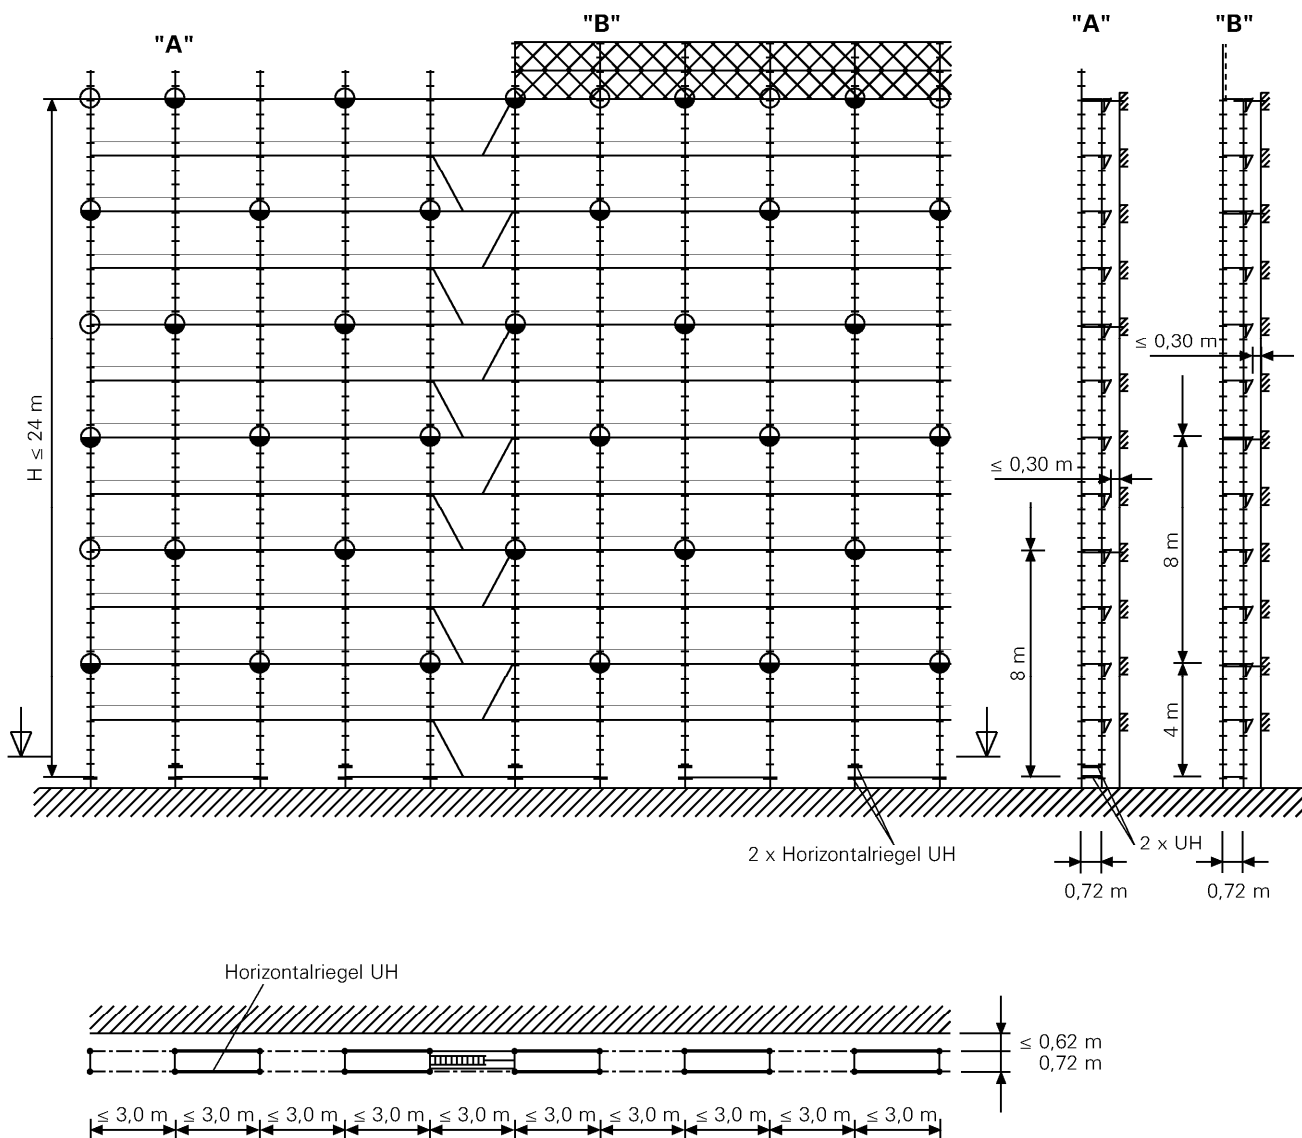 "A"
"B"
"A"
"B"
H ≤ 24 m
≤ 0,30 m
≤ 0,30 m
8 m
8 m
4 m
2 x Horizontalriegel UH
2 x UH
0,72 m
0,72 m
Horizontalriegel UH
≤ 0,62 m
0,72 m
≤ 3,0 m
≤ 3,0 m
≤ 3,0 m
≤ 3,0 m
≤ 3,0 m
≤ 3,0 m
≤ 3,0 m
≤ 3,0 m
≤ 3,0 m
≤ 3,0 m